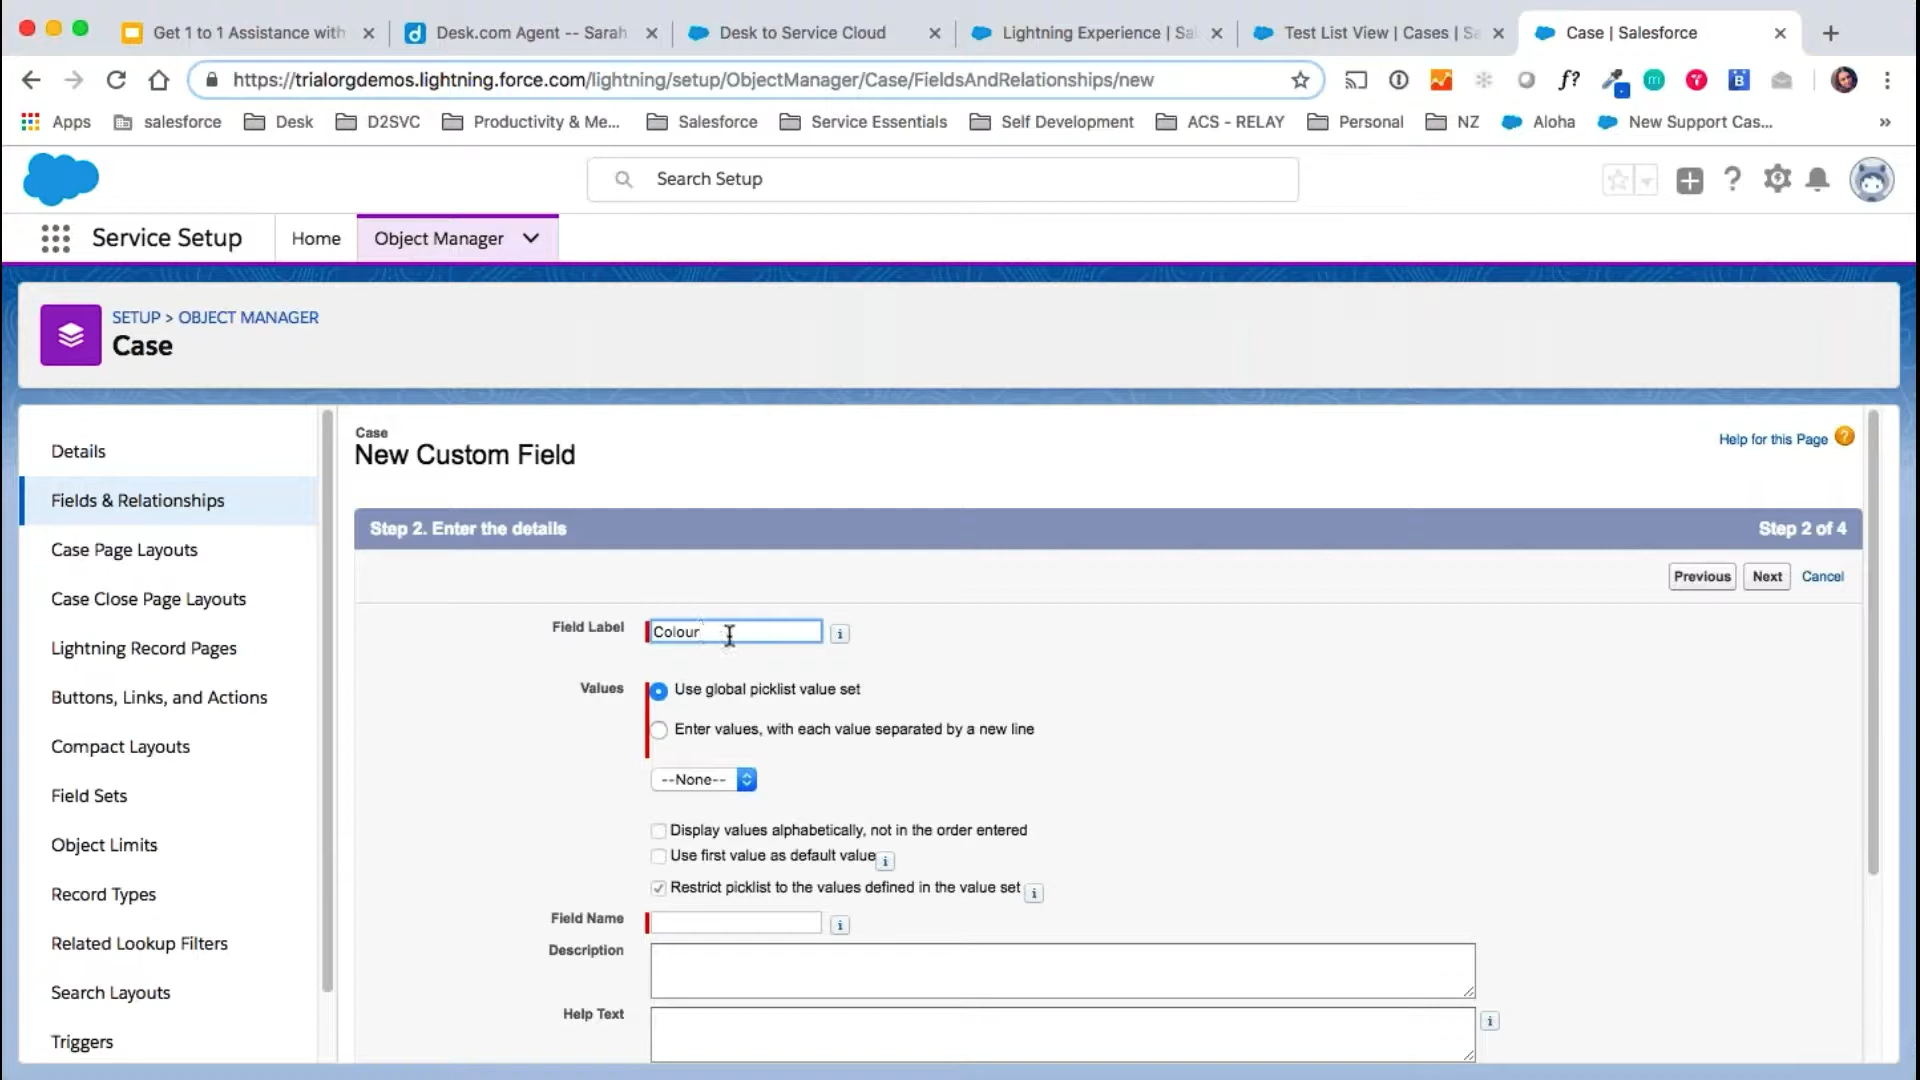 Get 1 to 1 Assistance with
Desk.com Agent -- Sarah
Desk to Service Cloud
Lightning Experience | Sal
Test List View | Cases | Sa
Case | Salesforce
https://trialorgdemos.lightning.force.com/lightning/setup/ObjectManager/Case/FieldsAndRelationships/new
Apps
salesforce
Desk
D2SVC
Productivity & Me...
Salesforce
Service Essentials
Self Development
ACS - RELAY
Personal
NZ
Aloha
New Support Cas...
»
Search Setup
Service Setup
Home
Object Manager
SETUP > OBJECT MANAGER
Case
Details
Fields & Relationships
Case Page Layouts
Case Close Page Layouts
Lightning Record Pages
Buttons, Links, and Actions
Compact Layouts
Field Sets
Object Limits
Record Types
Related Lookup Filters
Search Layouts
Triggers
Case
New Custom Field
Help for this Page
Step 2. Enter the details
Step 2 of 4
Previous
Next
Cancel
Field Label
Colour
Values
Use global picklist value set
Enter values, with each value separated by a new line
--None--
Display values alphabetically, not in the order entered
Use first value as default value
Restrict picklist to the values defined in the value set
Field Name
Description
Help Text